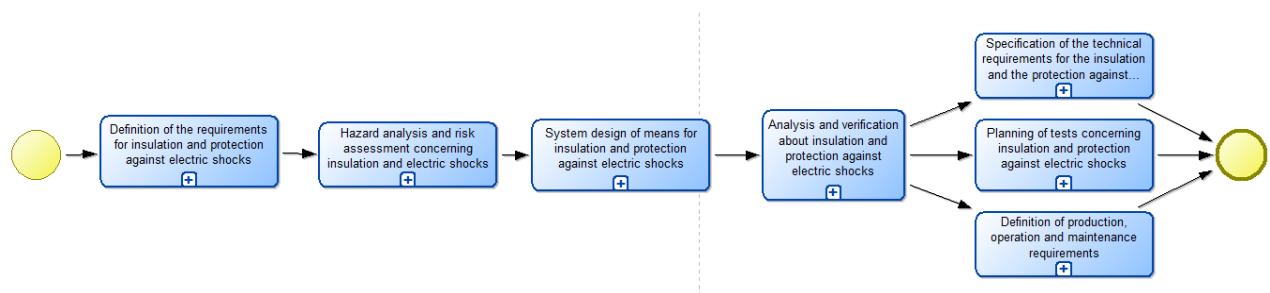 Definition of the requirements
for insulation and protection
against electric shocks
Hazard analysis and risk
assessment concerning
insulation and electric shocks
System design of means for
insulation and protection
against electric shocks
Analysis and verification
about insulation and
protection against
electric shocks
Specification of the technical
requirements for the insulation
and the protection against...
Planning of tests concerning
insulation and protection
against electric shocks
Definition of production,
operation and maintenance
requirements